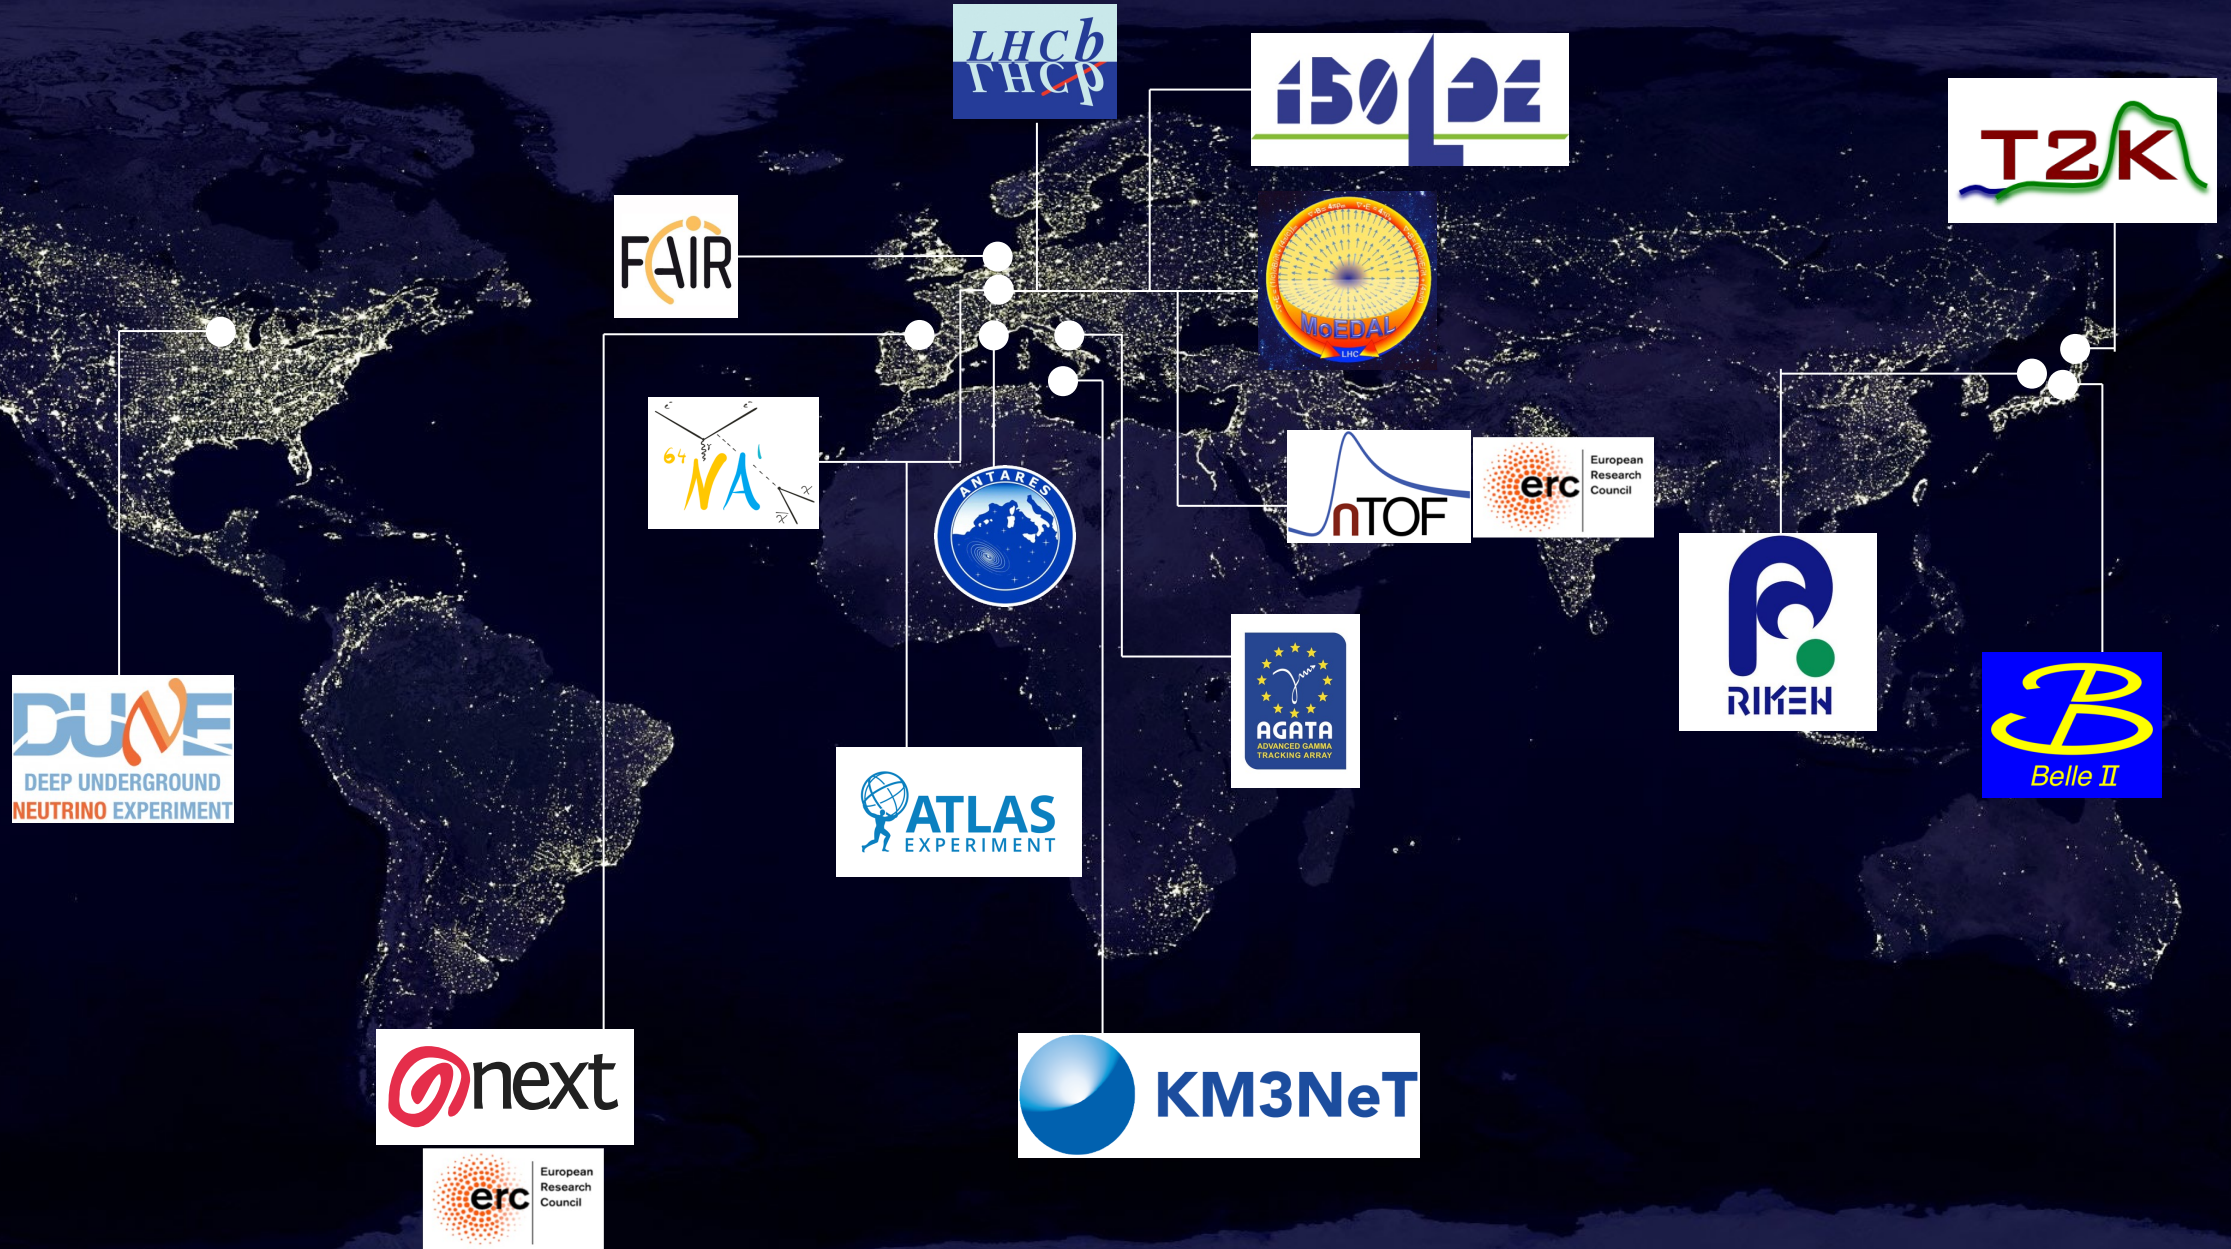 LHCb
LHCb
ISOLDE
T2K
FAIR
MoEDAL
LHC
e⁻
e⁻
γ
64
NA
χ
χ̅
ANTARES
nTOF
erc
European
Research
Council
RIKEN
AGATA
ADVANCED GAMMA
TRACKING ARRAY
Belle II
DUNE
DEEP UNDERGROUND
NEUTRINO EXPERIMENT
ATLAS
EXPERIMENT
next
KM3NeT
erc
European
Research
Council